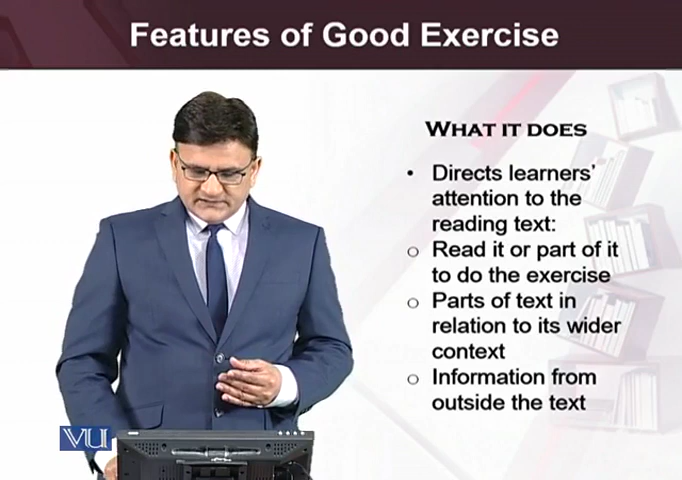 Features of Good Exercise
WHAT IT DOES
• Directs learners'
attention to the
reading text:
o Read it or part of it
to do the exercise
o Parts of text in
relation to its wider
context
o Information from
outside the text
VU